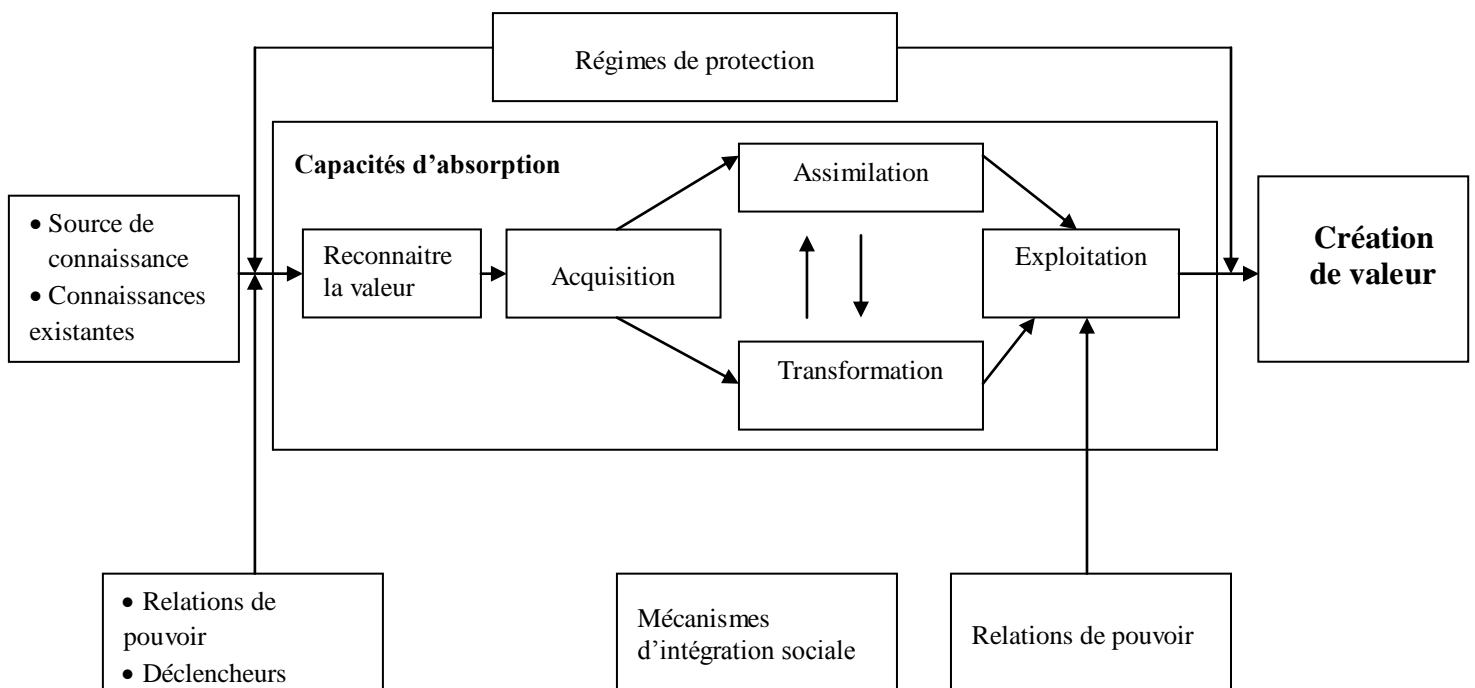 Régimes de protection
Capacités d’absorption
Assimilation
• Source de
connaissance
• Connaissances
existantes
Reconnaitre
la valeur
Acquisition
Exploitation
Création
de valeur
Transformation
• Relations de
pouvoir
• Déclencheurs
Mécanismes
d’intégration sociale
Relations de pouvoir